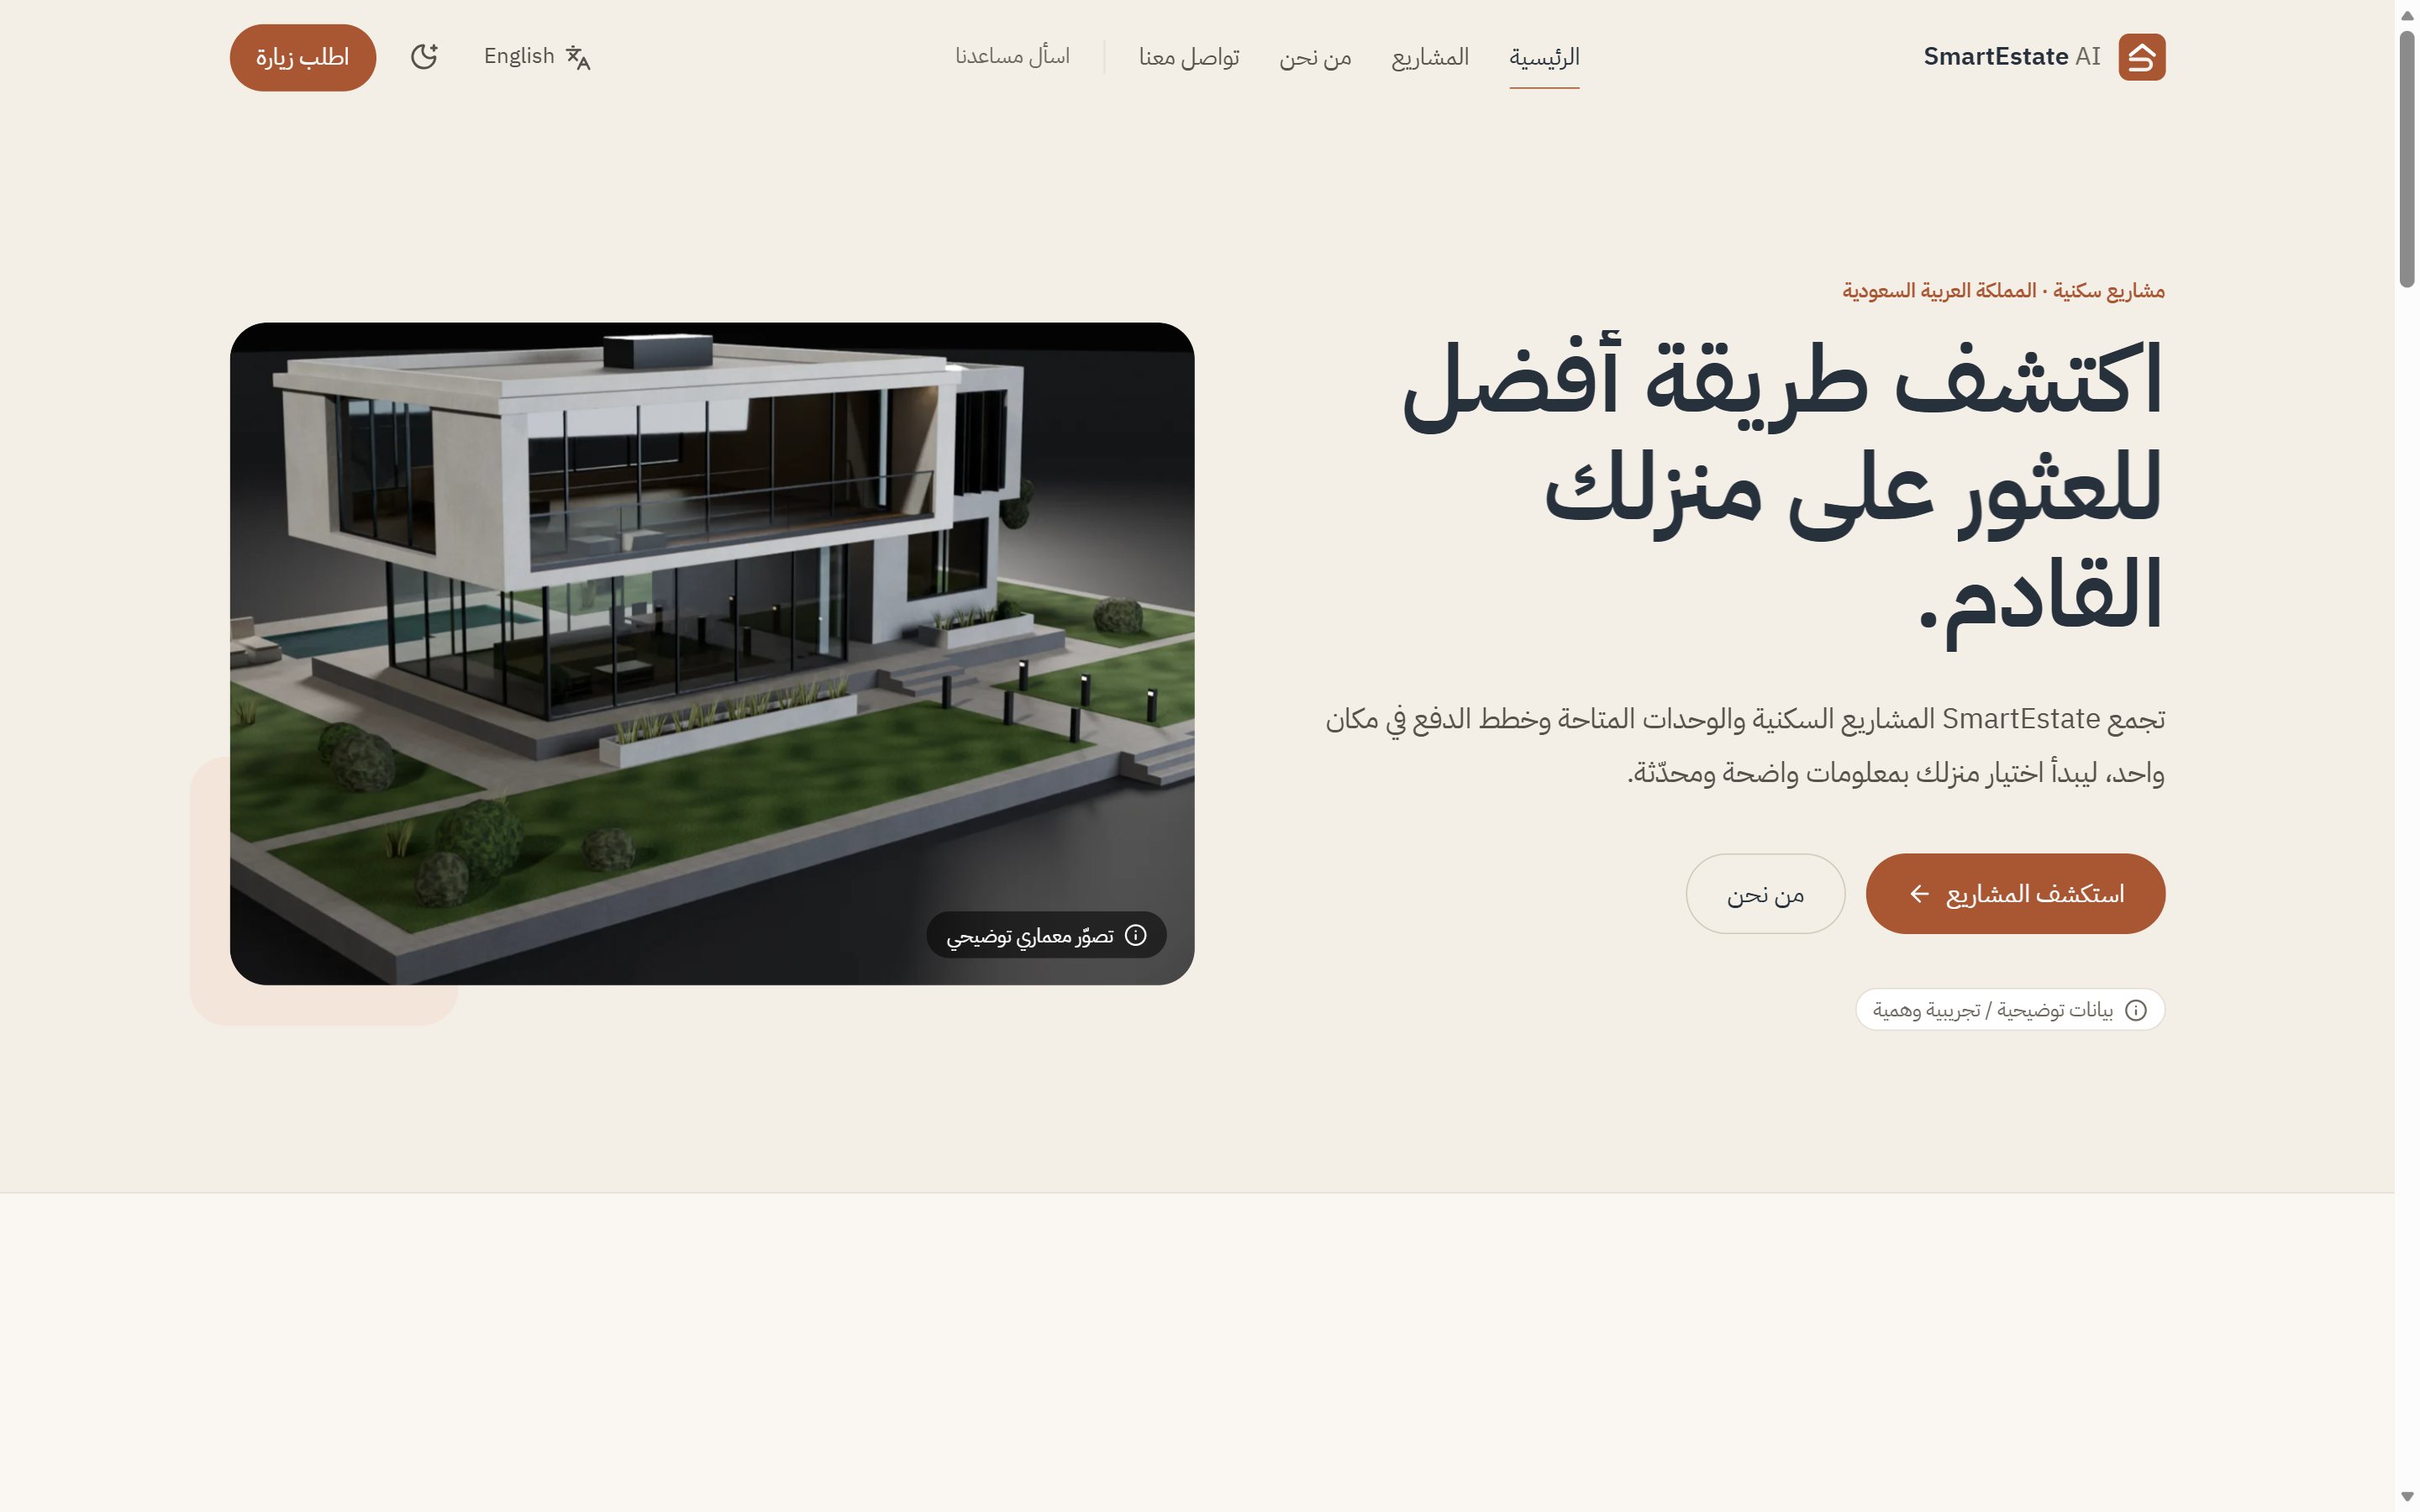 SmartEstate AI
الرئيسية
المشاريع
من نحن
تواصل معنا
اسأل مساعدنا
English
اطلب زيارة
مشاريع سكنية · المملكة العربية السعودية
اكتشف طريقة أفضل
للعثور على منزلك
القادم.
تجمع SmartEstate المشاريع السكنية والوحدات المتاحة وخطط الدفع في مكان
واحد، ليبدأ اختيار منزلك بمعلومات واضحة ومحدّثة.
استكشف المشاريع
من نحن
بيانات توضيحية / تجريبية وهمية
تصوّر معماري توضيحي